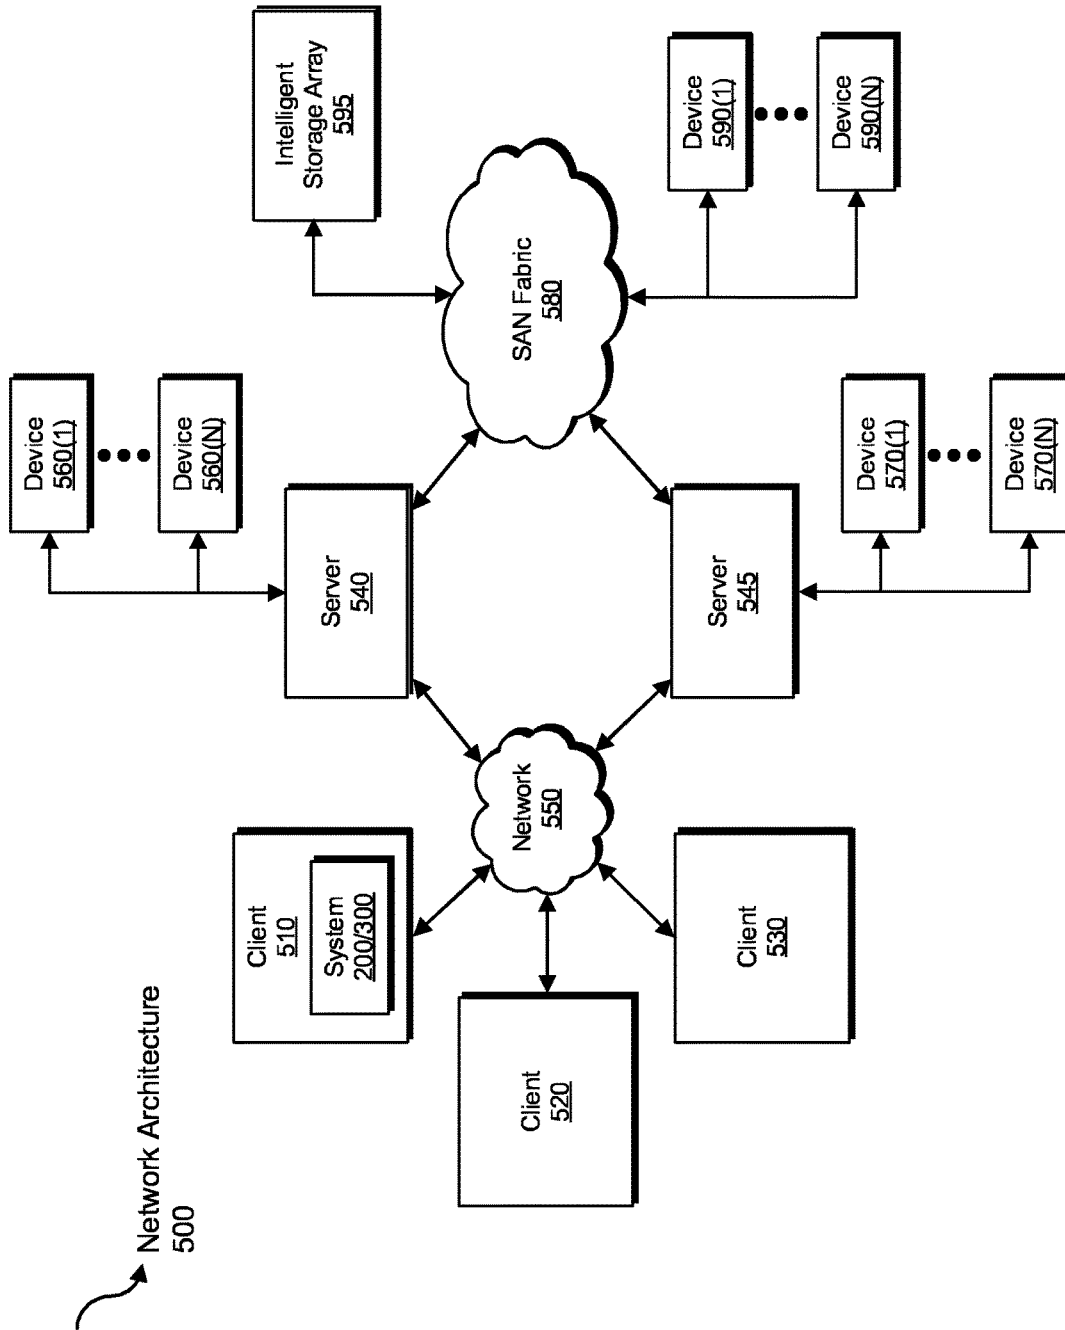 Network Architecture
500
Client
510
System
200/300
Client
520
Client
530
Network
550
Server
540
Server
545
Device
560(1)
Device
560(N)
Device
570(1)
Device
570(N)
SAN Fabric
580
Intelligent
Storage Array
595
Device
590(1)
Device
590(N)